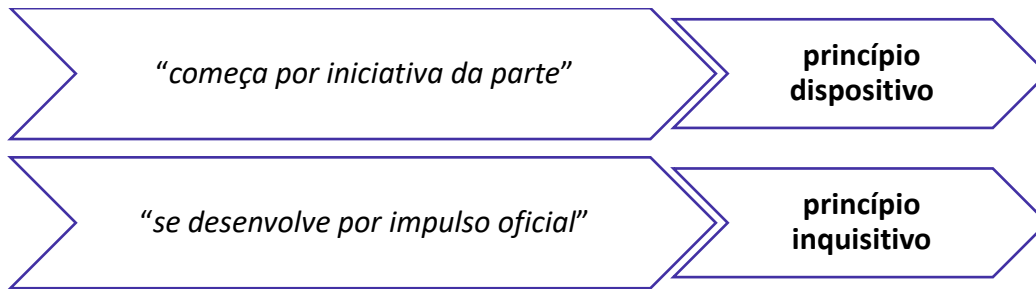 “começa por iniciativa da parte”
princípio
dispositivo
“se desenvolve por impulso oficial”
princípio
inquisitivo